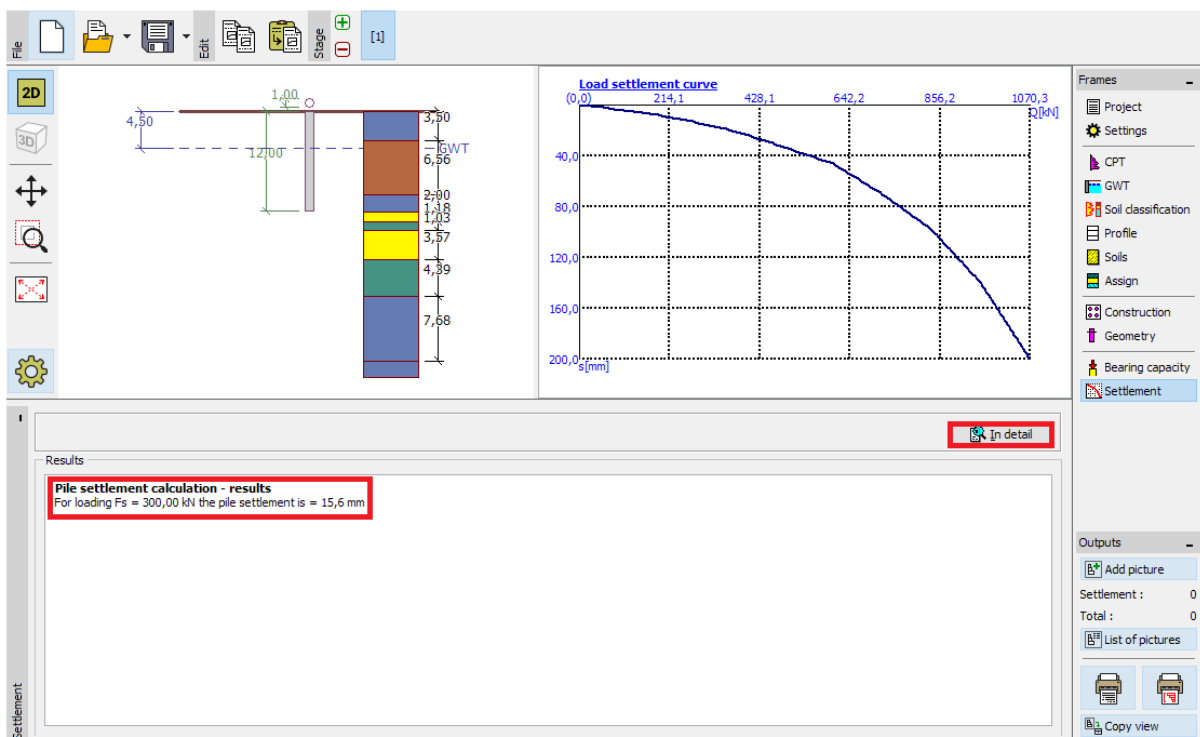 File
Edit
Stage
[1]
2D
3D
1,00
4,50
12,00
3,50
GWT
6,56
2,90
1,18
1,03
3,57
4,39
7,68
Load settlement curve
(0,0)
214,1
428,1
642,2
856,2
1070,3
Q[kN]
40,0
80,0
120,0
160,0
200,0
s[mm]
Frames
Project
Settings
CPT
GWT
Soil classification
Profile
Soils
Assign
Construction
Geometry
Bearing capacity
Settlement
In detail
Results
Pile settlement calculation - results
For loading Fs = 300,00 kN the pile settlement is = 15,6 mm
Settlement
Outputs
Add picture
Settlement : 0
Total : 0
List of pictures
Copy view